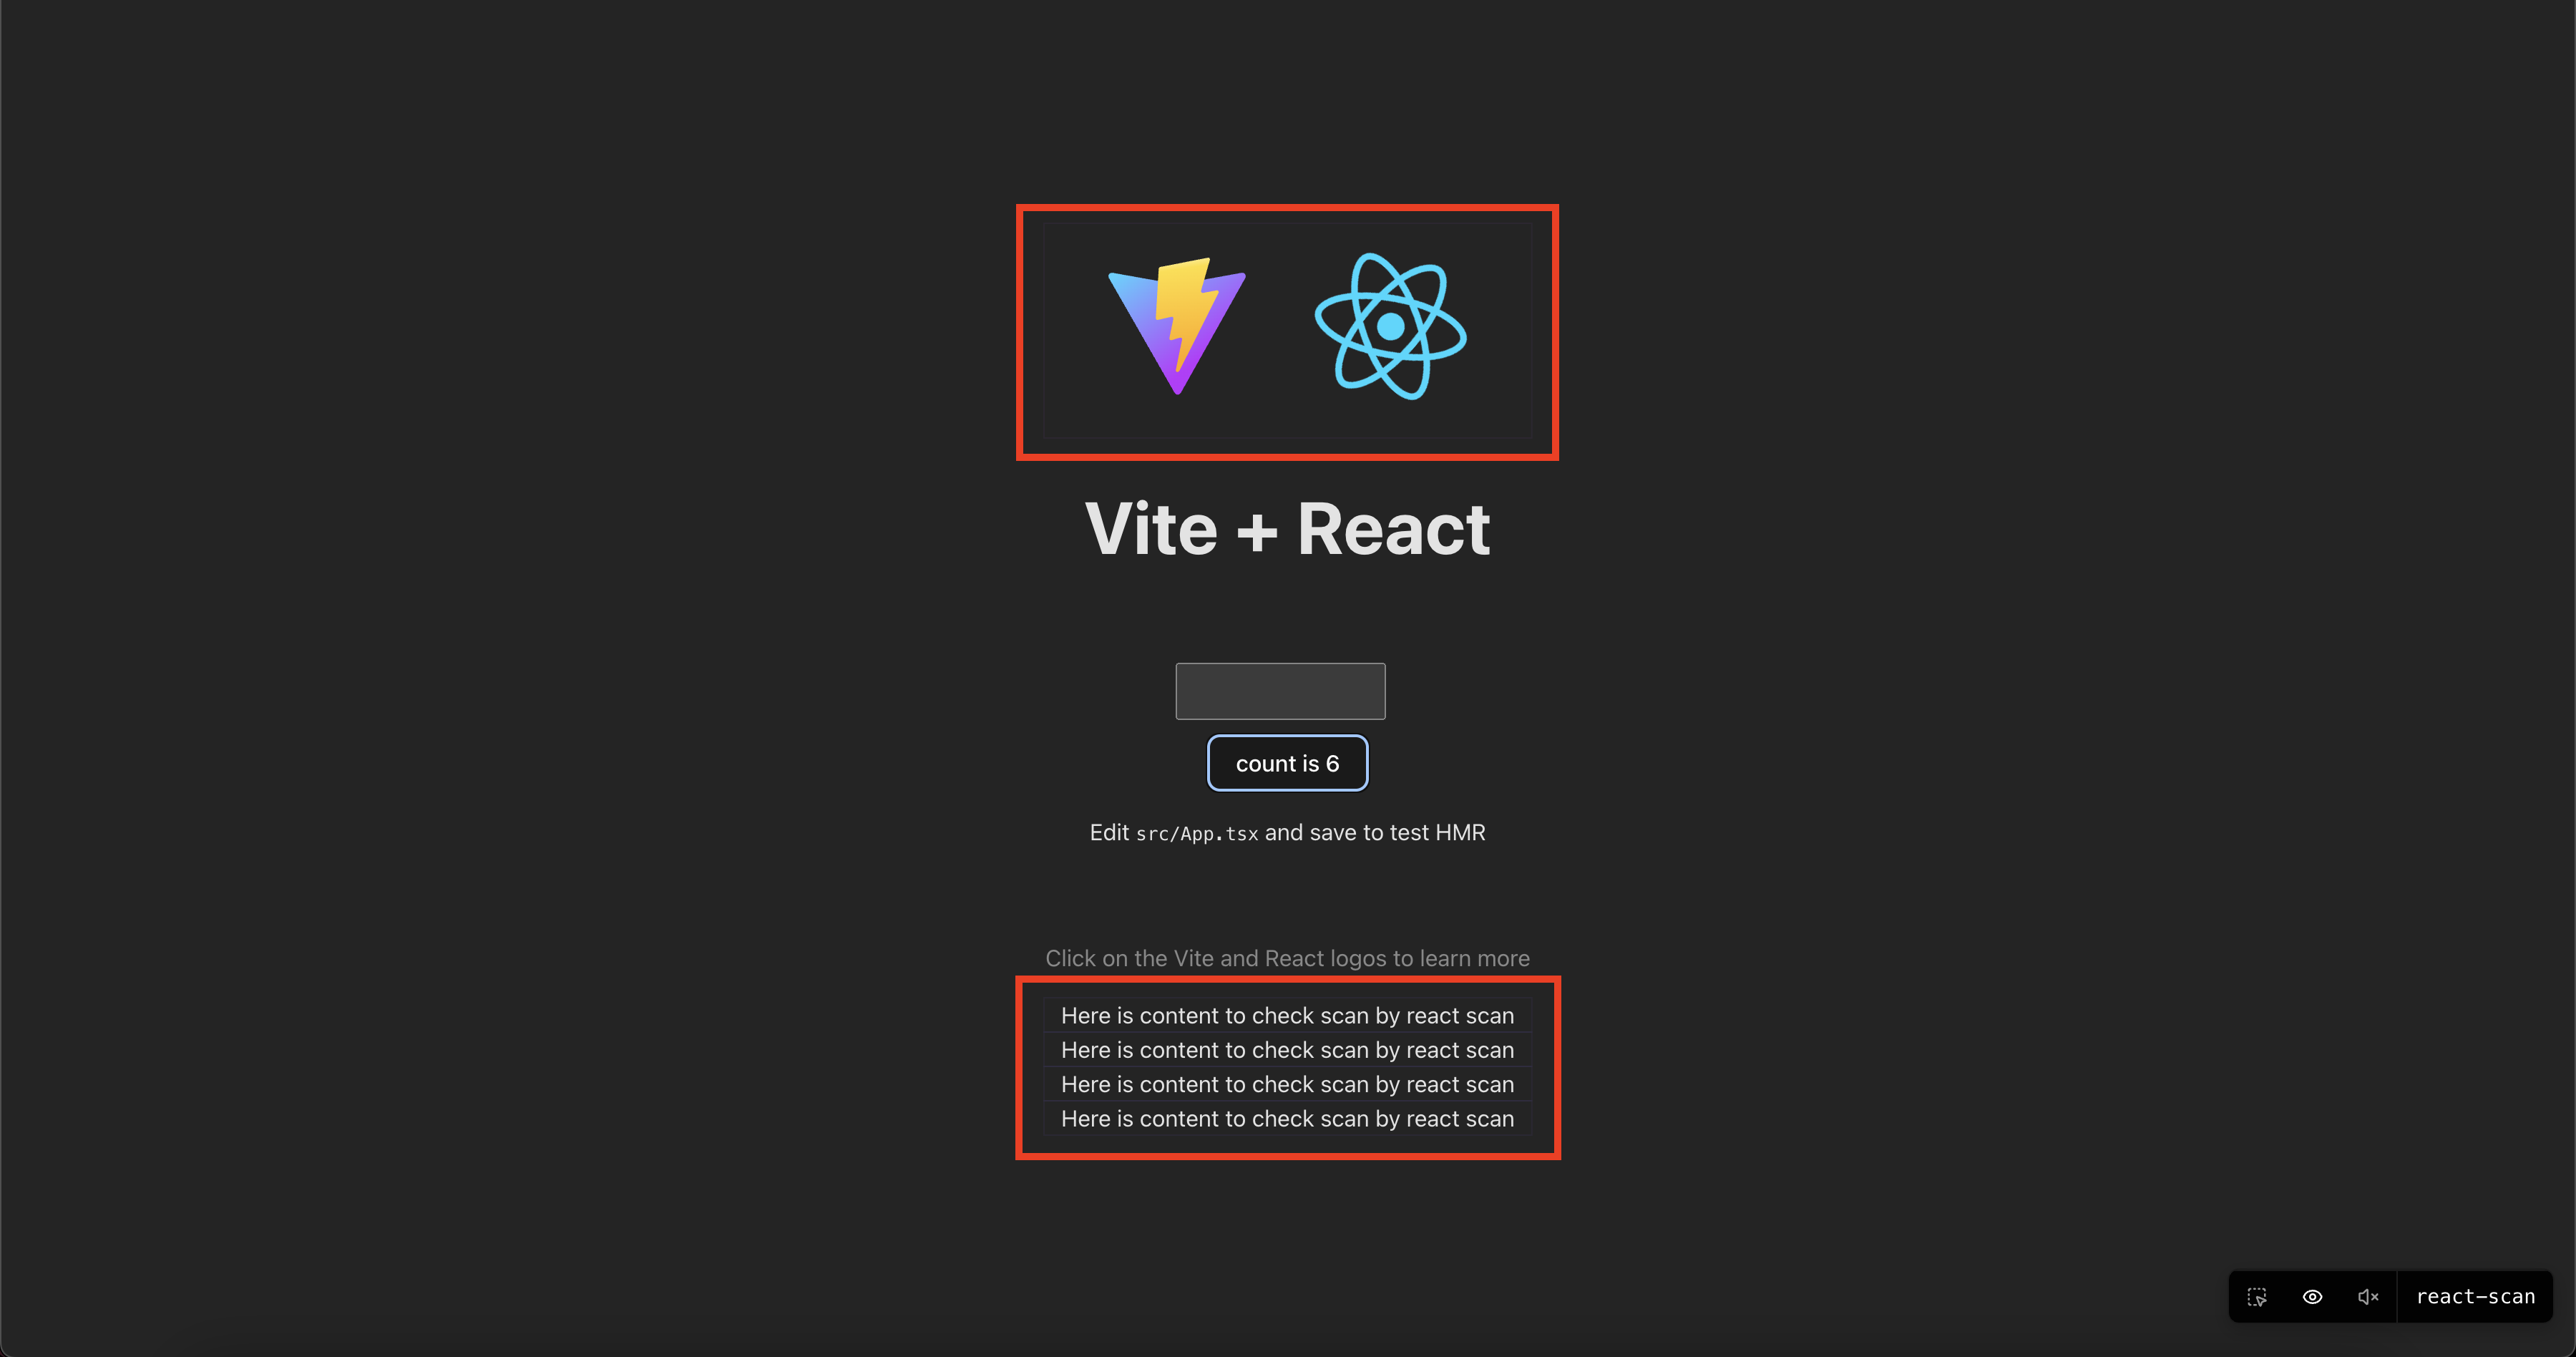 Vite + React
count is 6
Edit src/App.tsx and save to test HMR
Click on the Vite and React logos to learn more
Here is content to check scan by react scan
Here is content to check scan by react scan
Here is content to check scan by react scan
Here is content to check scan by react scan
react-scan